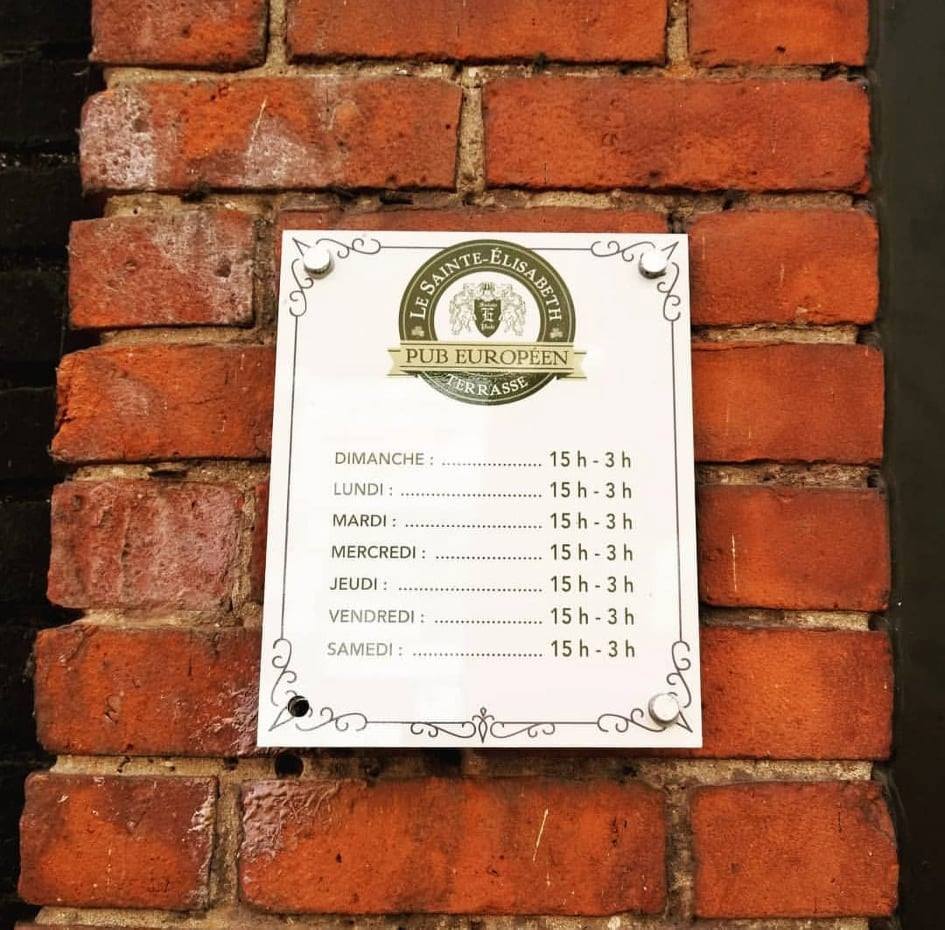 LE SAINTE-ÉLISABETH
PUB EUROPÉEN
TERRASSE
DIMANCHE : .................... 15 h - 3 h
LUNDI : ............................ 15 h - 3 h
MARDI : ........................... 15 h - 3 h
MERCREDI : ..................... 15 h - 3 h
JEUDI : ............................. 15 h - 3 h
VENDREDI : ...................... 15 h - 3 h
SAMEDI : .......................... 15 h - 3 h